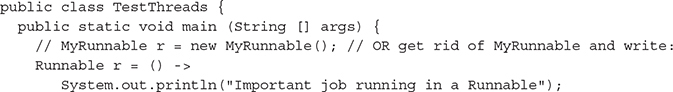 public class TestThreads {
  public static void main (String [] args) {
    // MyRunnable r = new MyRunnable(); // OR get rid of MyRunnable and write:
    Runnable r = () ->
      System.out.println("Important job running in a Runnable");